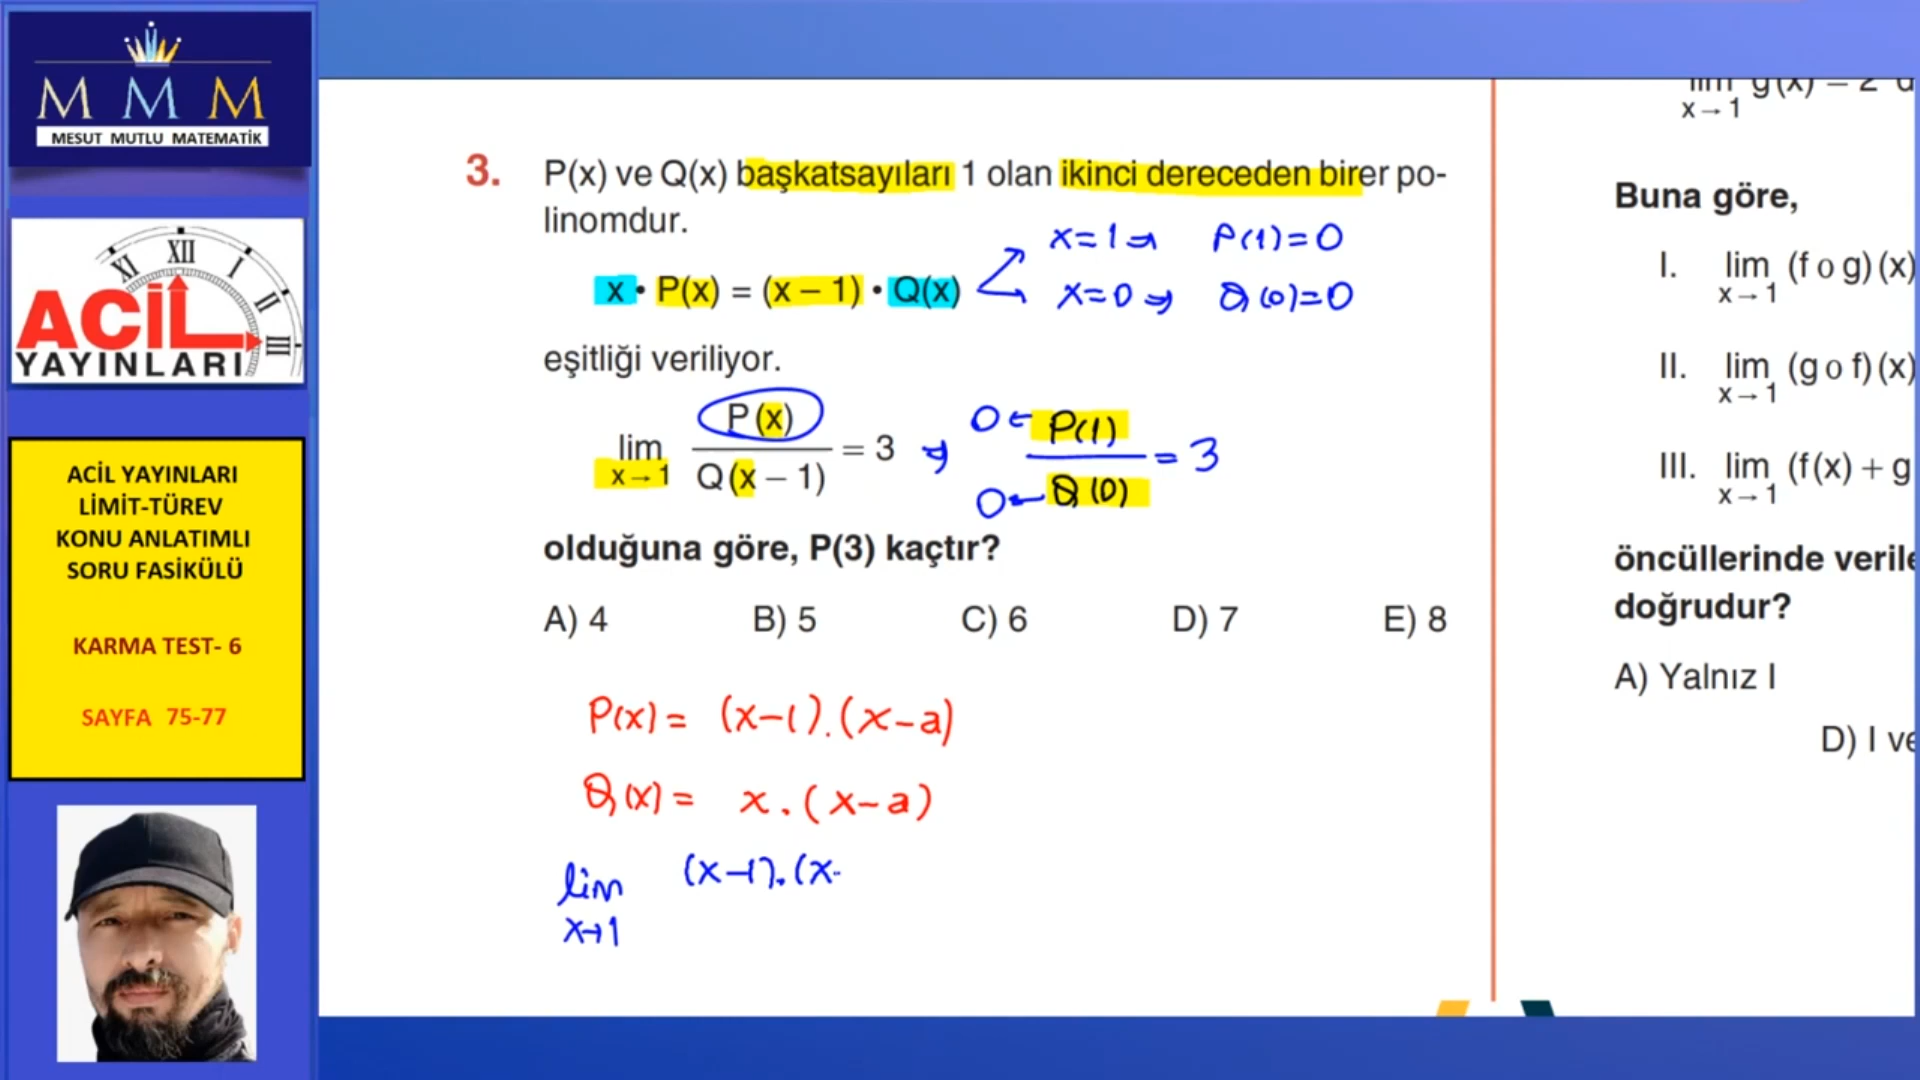 M M M
MESUT MUTLU MATEMATİK
XI XII I II III
ACİL
YAYINLARI
ACİL YAYINLARI
LİMİT-TÜREV
KONU ANLATIMLI
SORU FASİKÜLÜ
KARMA TEST- 6
SAYFA 75-77
3. P(x) ve Q(x) başkatsayıları 1 olan ikinci dereceden birer po-
linomdur.
x=1 ⇒ P(1)=0
x • P(x) = (x – 1) • Q(x)
x=0 ⇒ Q(0)=0
eşitliği veriliyor.
lim x→1 P(x) / Q(x – 1) = 3 ⇒ 0 ← P(1) / 0 ← Q(0) = 3
olduğuna göre, P(3) kaçtır?
A) 4 B) 5 C) 6 D) 7 E) 8
P(x) = (x-1).(x-a)
Q(x) = x.(x-a)
lim (x-1).(x-
x→1
lim g(x) = 2
x→1
Buna göre,
I. lim (f o g)(x)
x→1
II. lim (g o f)(x)
x→1
III. lim (f(x) + g
x→1
öncüllerinde verile
doğrudur?
A) Yalnız I
D) I ve